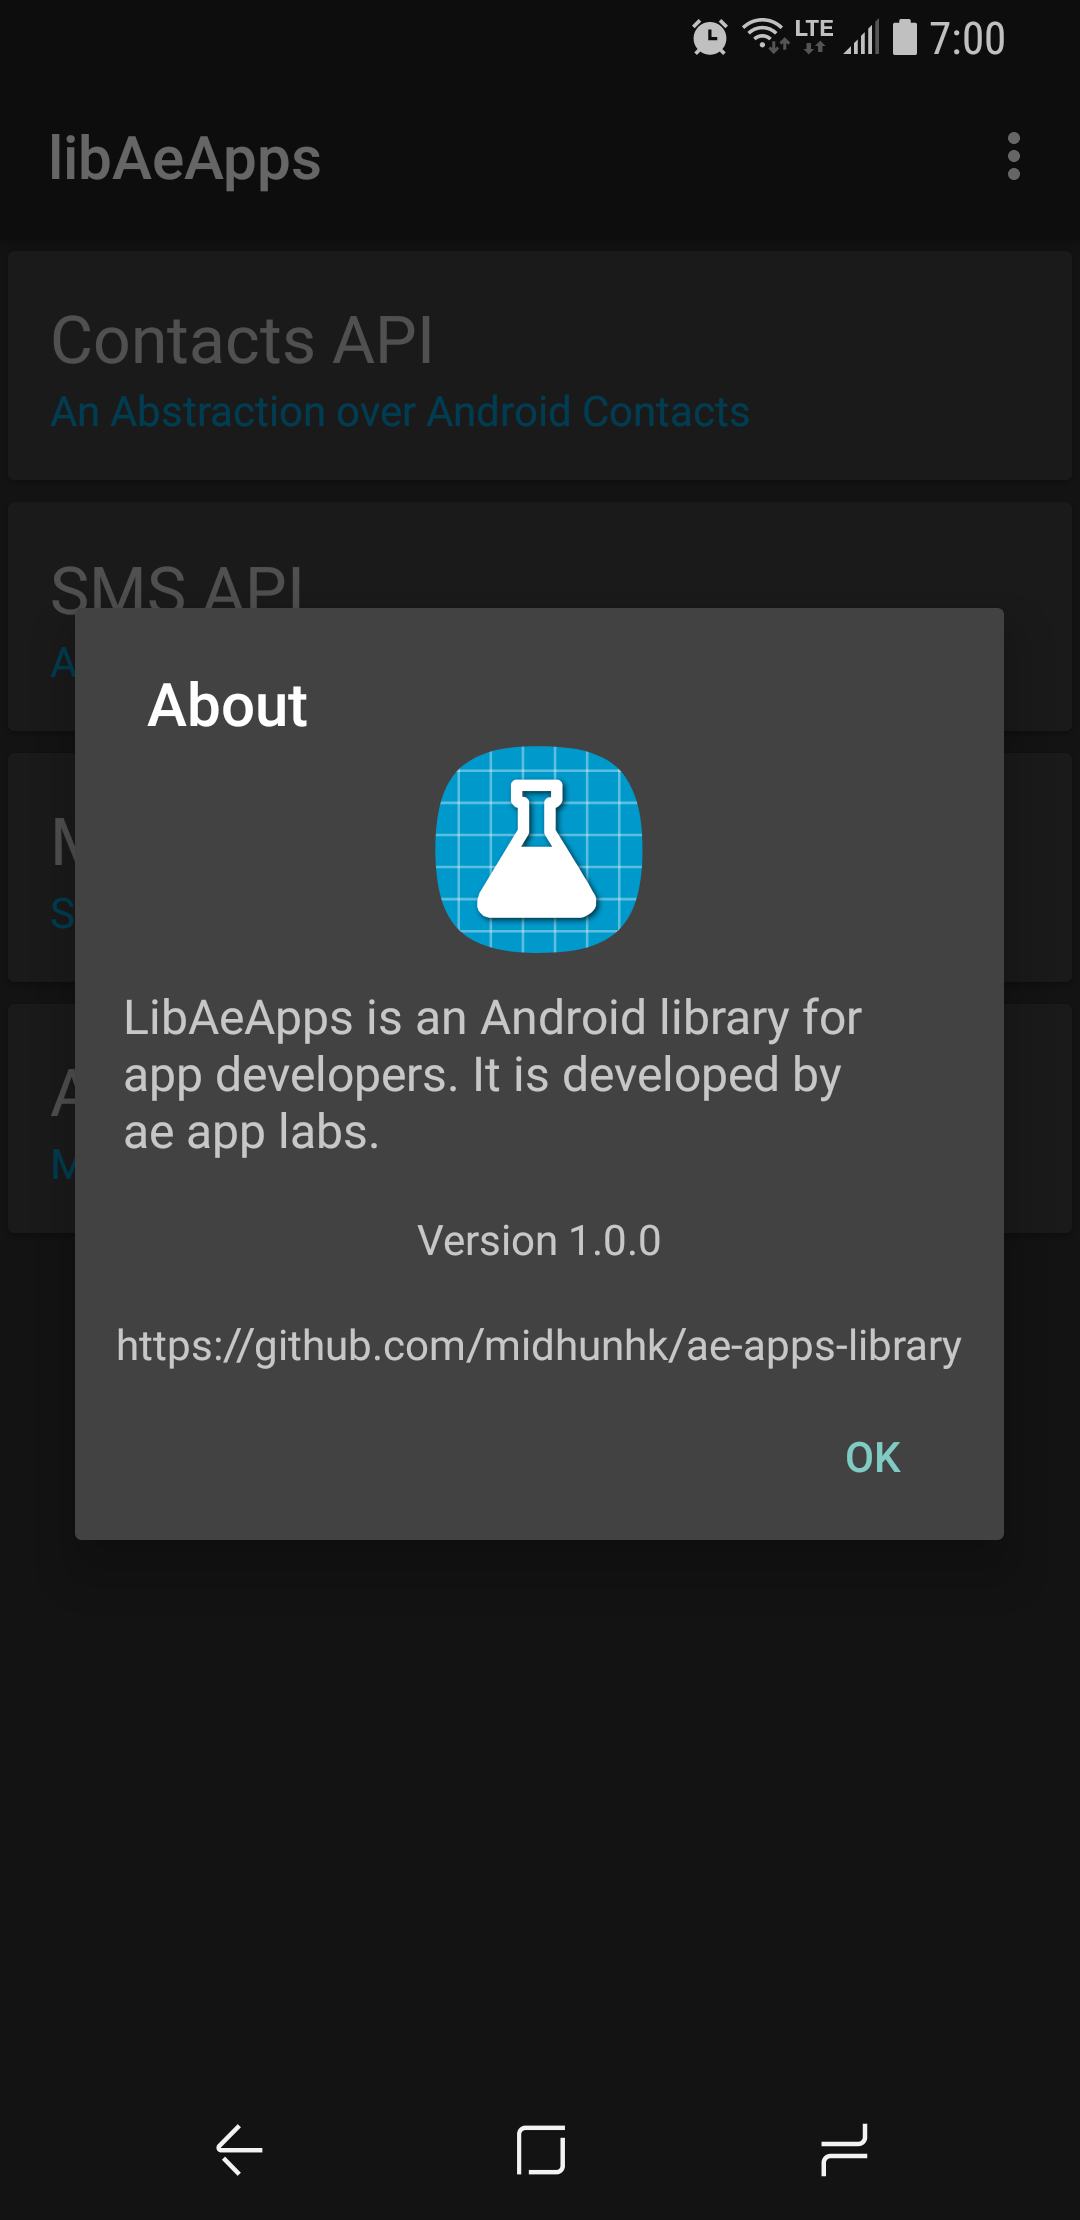 LTE 7:00
libAeApps
Contacts API
An Abstraction over Android Contacts
SMS API
About
LibAeApps is an Android library for
app developers. It is developed by
ae app labs.
Version 1.0.0
https://github.com/midhunhk/ae-apps-library
OK